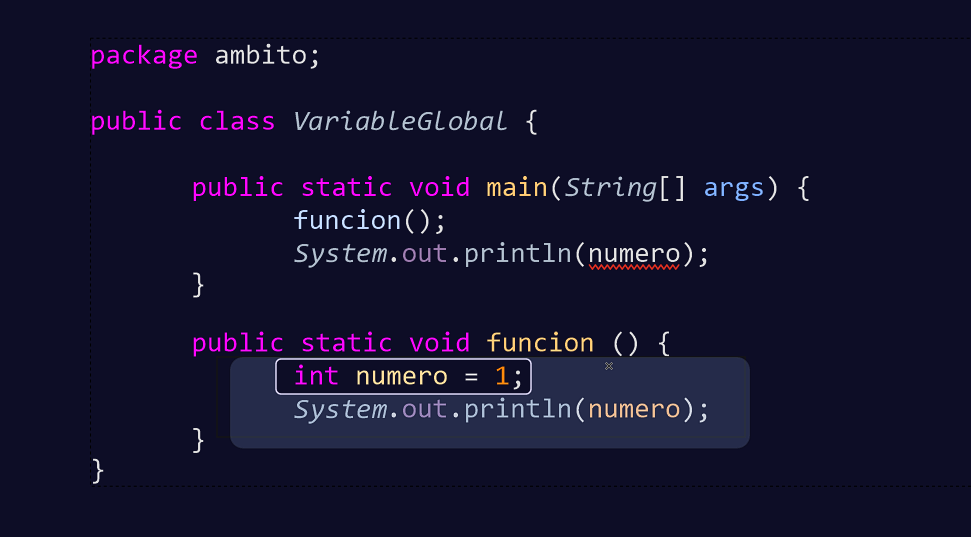 package ambito;
public class VariableGlobal {
public static void main(String[] args) {
funcion();
System.out.println(numero);
}
public static void funcion () {
int numero = 1;
System.out.println(numero);
}
}